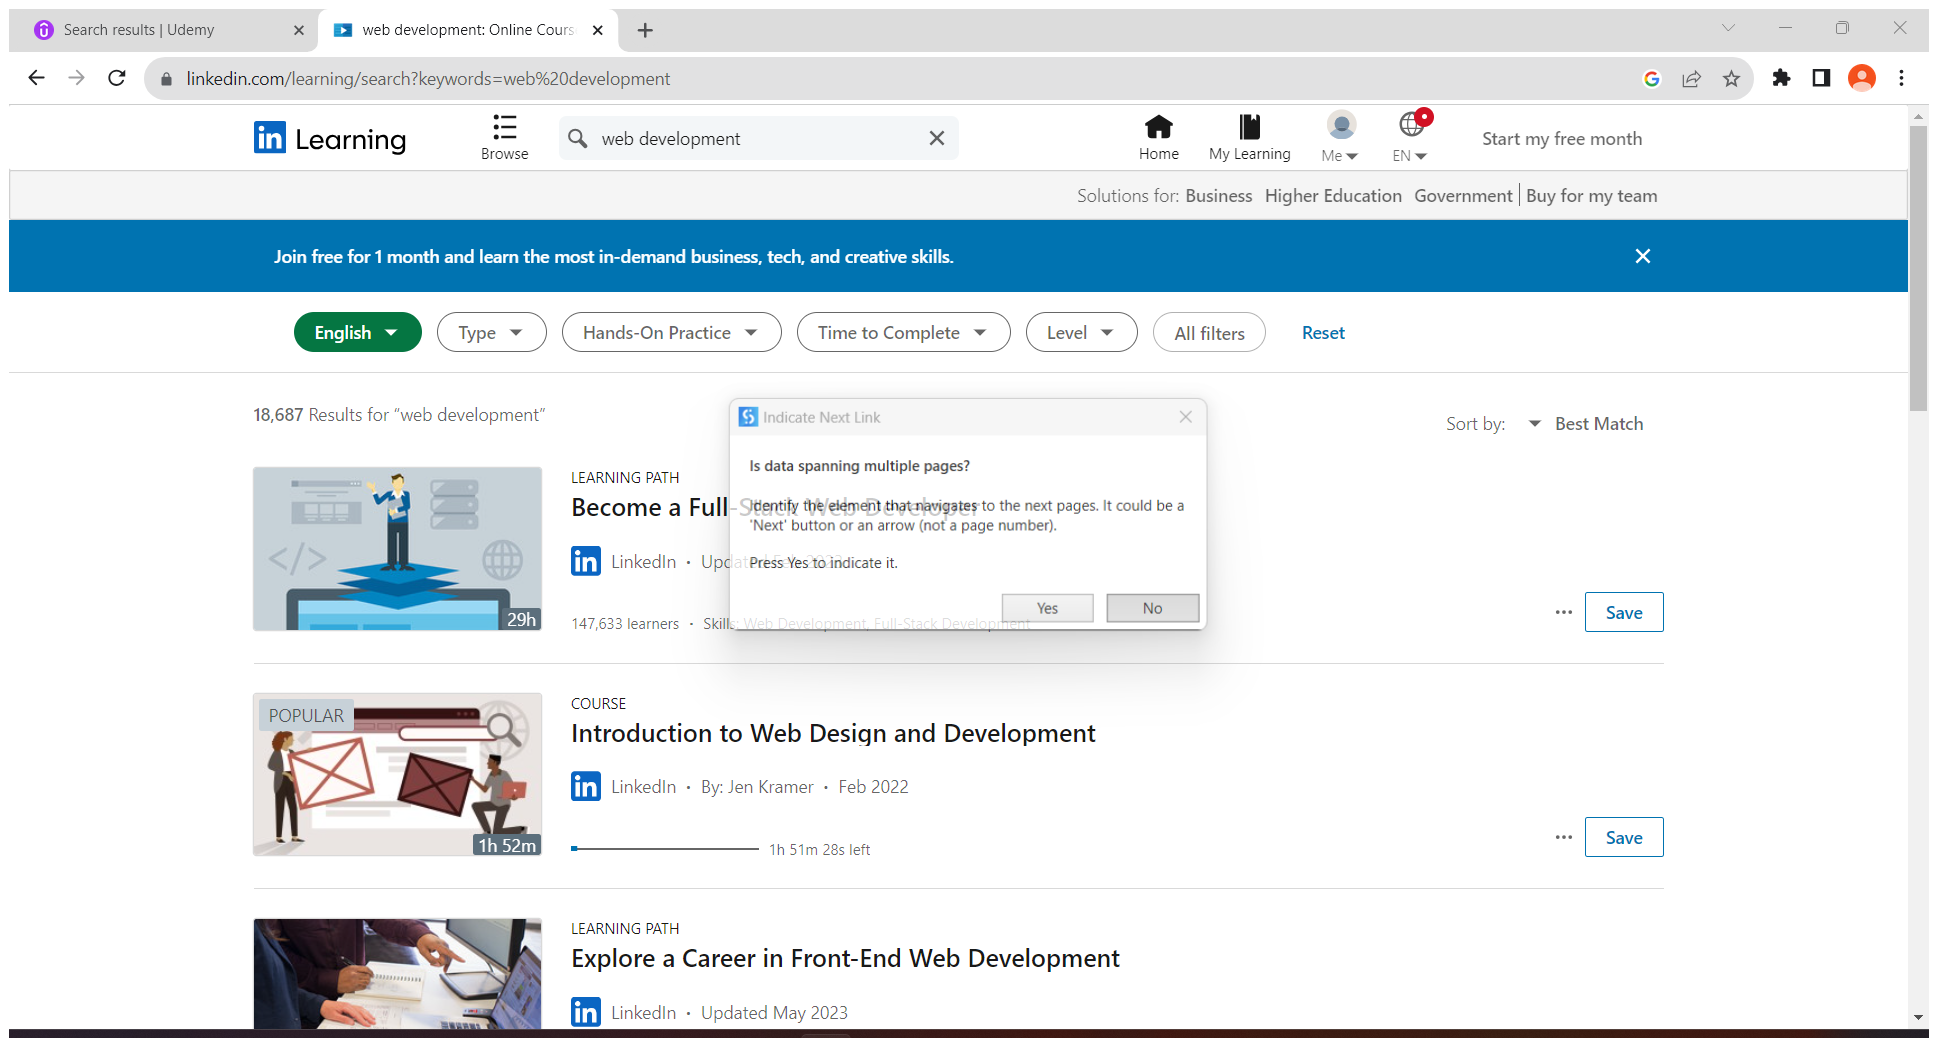 Search results | Udemy
web development: Online Cours
linkedin.com/learning/search?keywords=web%20development
in Learning
Browse
web development
Home
My Learning
Me
EN
Start my free month
Solutions for: Business Higher Education Government Buy for my team
Join free for 1 month and learn the most in-demand business, tech, and creative skills.
English
Type
Hands-On Practice
Time to Complete
Level
All filters
Reset
18,687 Results for “web development”
Sort by: Best Match
Indicate Next Link
Is data spanning multiple pages?
Identify the element that navigates to the next pages. It could be a
'Next' button or an arrow (not a page number).
Press Yes to indicate it.
Yes
No
LEARNING PATH
Become a Full-Stack Web Developer
in LinkedIn • Updated Feb 2023
147,633 learners • Skills: Web Development, Full-Stack Development
29h
••• Save
POPULAR
COURSE
Introduction to Web Design and Development
in LinkedIn • By: Jen Kramer • Feb 2022
1h 52m
1h 51m 28s left
••• Save
LEARNING PATH
Explore a Career in Front-End Web Development
in LinkedIn • Updated May 2023